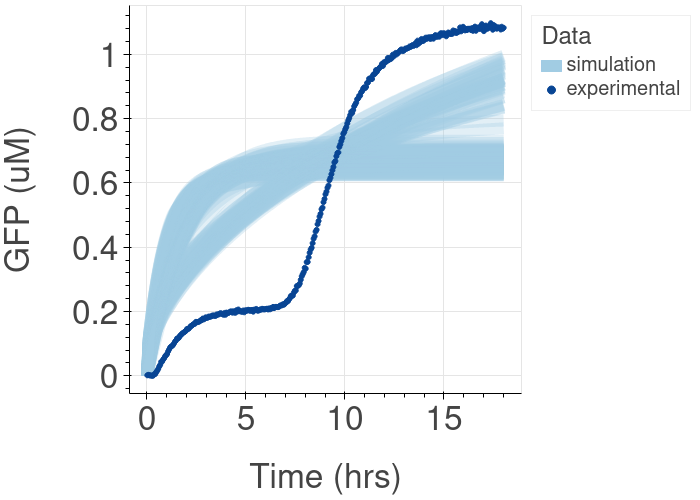 GFP (uM)
1
0.8
0.6
0.4
0.2
0
0 5 10 15
Time (hrs)
Data
simulation
experimental